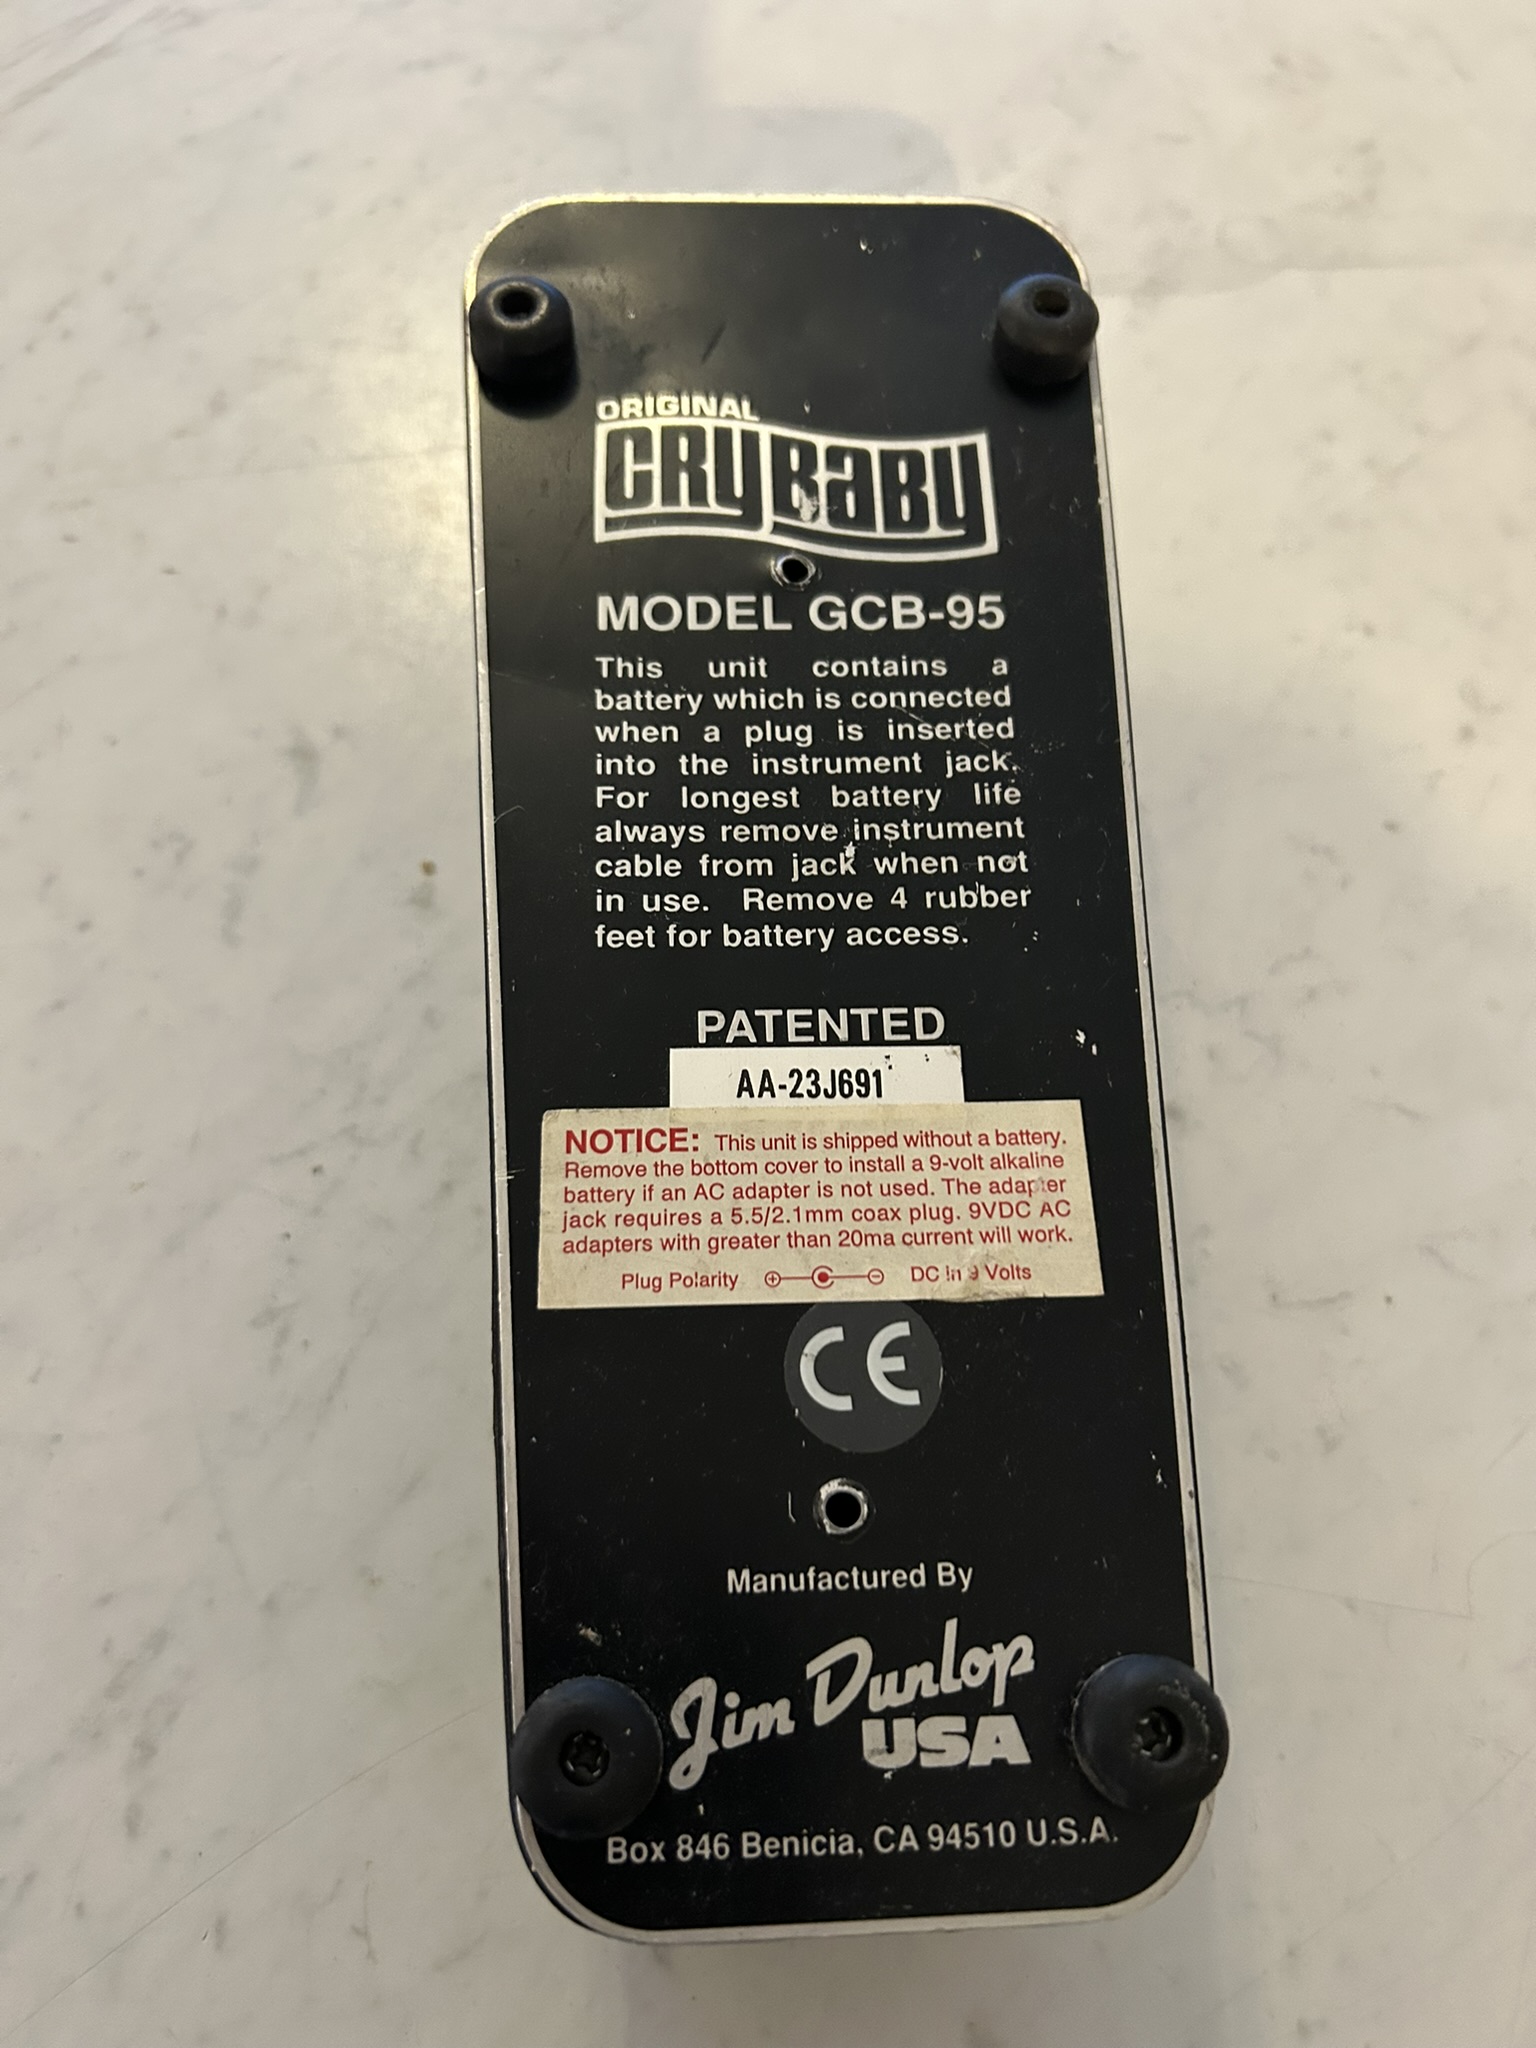 ORIGINAL
CRYBABY
MODEL GCB-95
This unit contains a
battery which is connected
when a plug is inserted
into the instrument jack.
For longest battery life
always remove instrument
cable from jack when not
in use. Remove 4 rubber
feet for battery access.
PATENTED
AA-23J691
NOTICE: This unit is shipped without a battery.
Remove the bottom cover to install a 9-volt alkaline
battery if an AC adapter is not used. The adapter
jack requires a 5.5/2.1mm coax plug. 9VDC AC
adapters with greater than 20ma current will work.
Plug Polarity + - DC In 9 Volts
CE
Manufactured By
Jim Dunlop
USA
Box 846 Benicia, CA 94510 U.S.A.